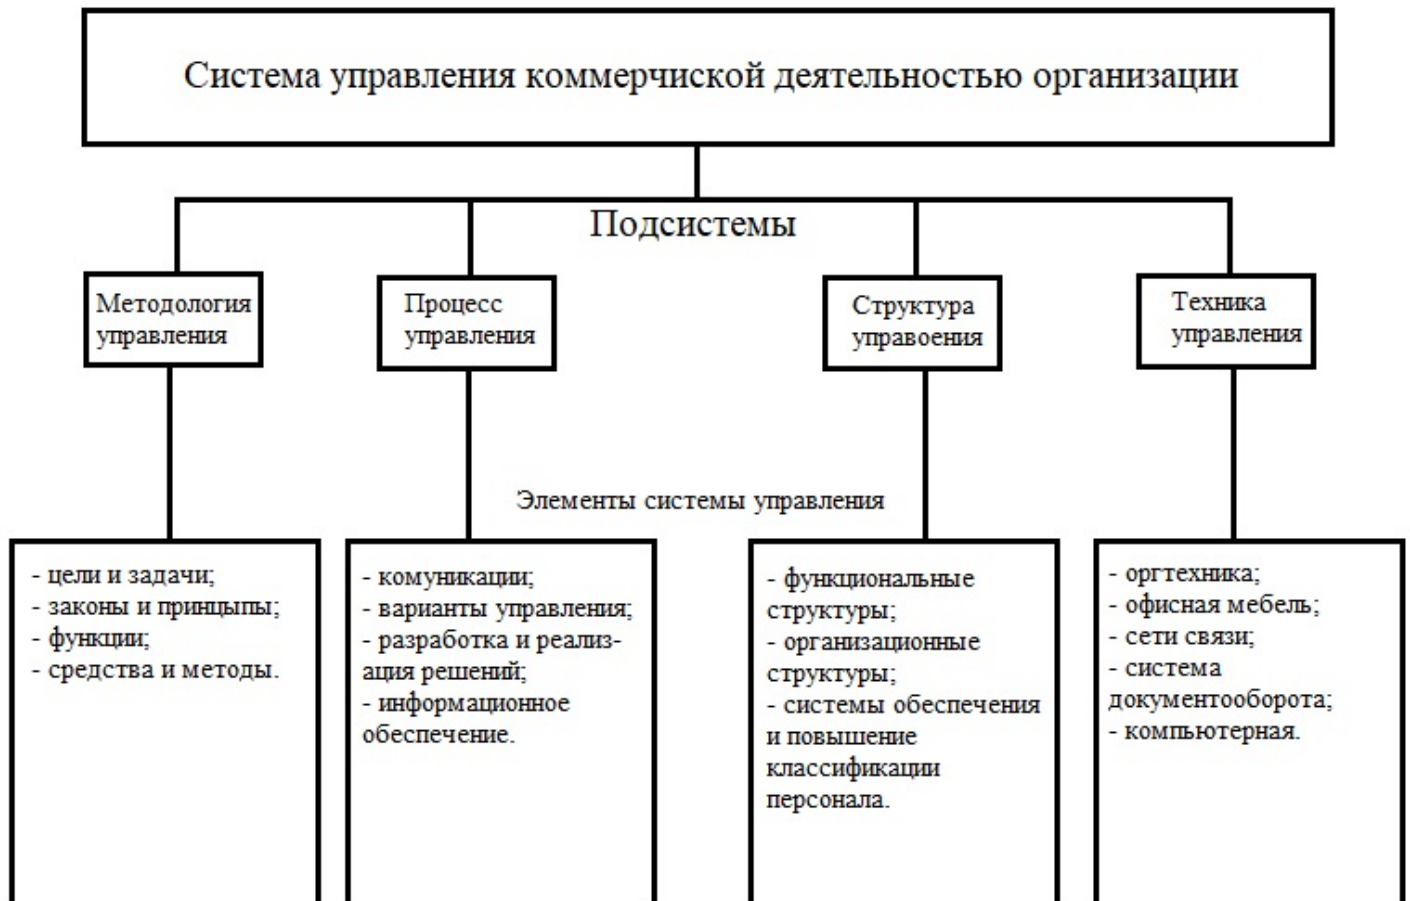 Система управления коммерчиской деятельностью организации
Подсистемы
Методология
управления
Процесс
управления
Структура
управоения
Техника
управления
Элементы системы управления
- цели и задачи;
- законы и принцыпы;
- функции;
- средства и методы.
- комуникации;
- варианты управления;
- разработка и реализ-
ация решений;
- информационное
обеспечение.
- функциональные
структуры;
- организационные
структуры;
- системы обеспечения
и повышение
классификации
персонала.
- оргтехника;
- офисная мебель;
- сети связи;
- система
документооборота;
- компьютерная.